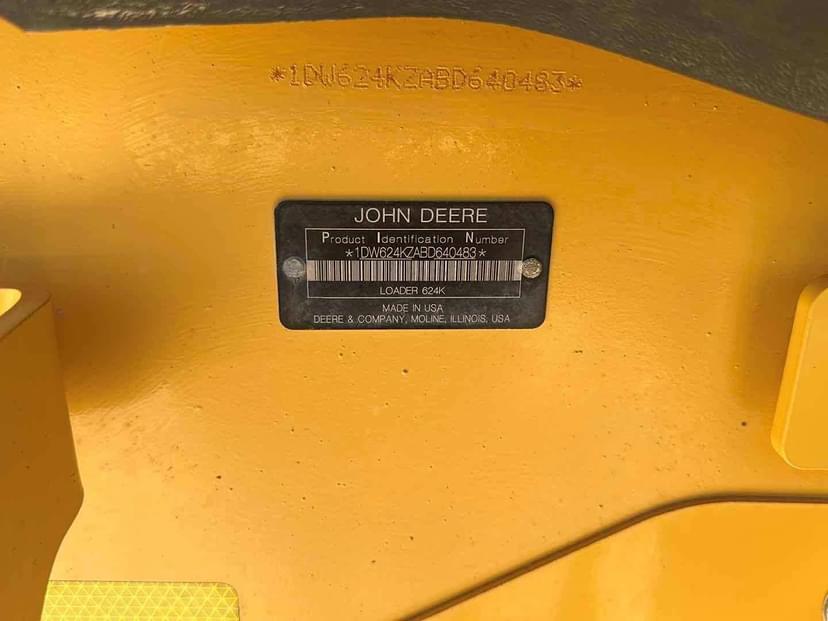 *1DW624KZABD640483*
JOHN DEERE
Product Identification Number
*1DW624KZABD640483*
LOADER 624K
MADE IN USA
DEERE & COMPANY, MOLINE, ILLINOIS, USA